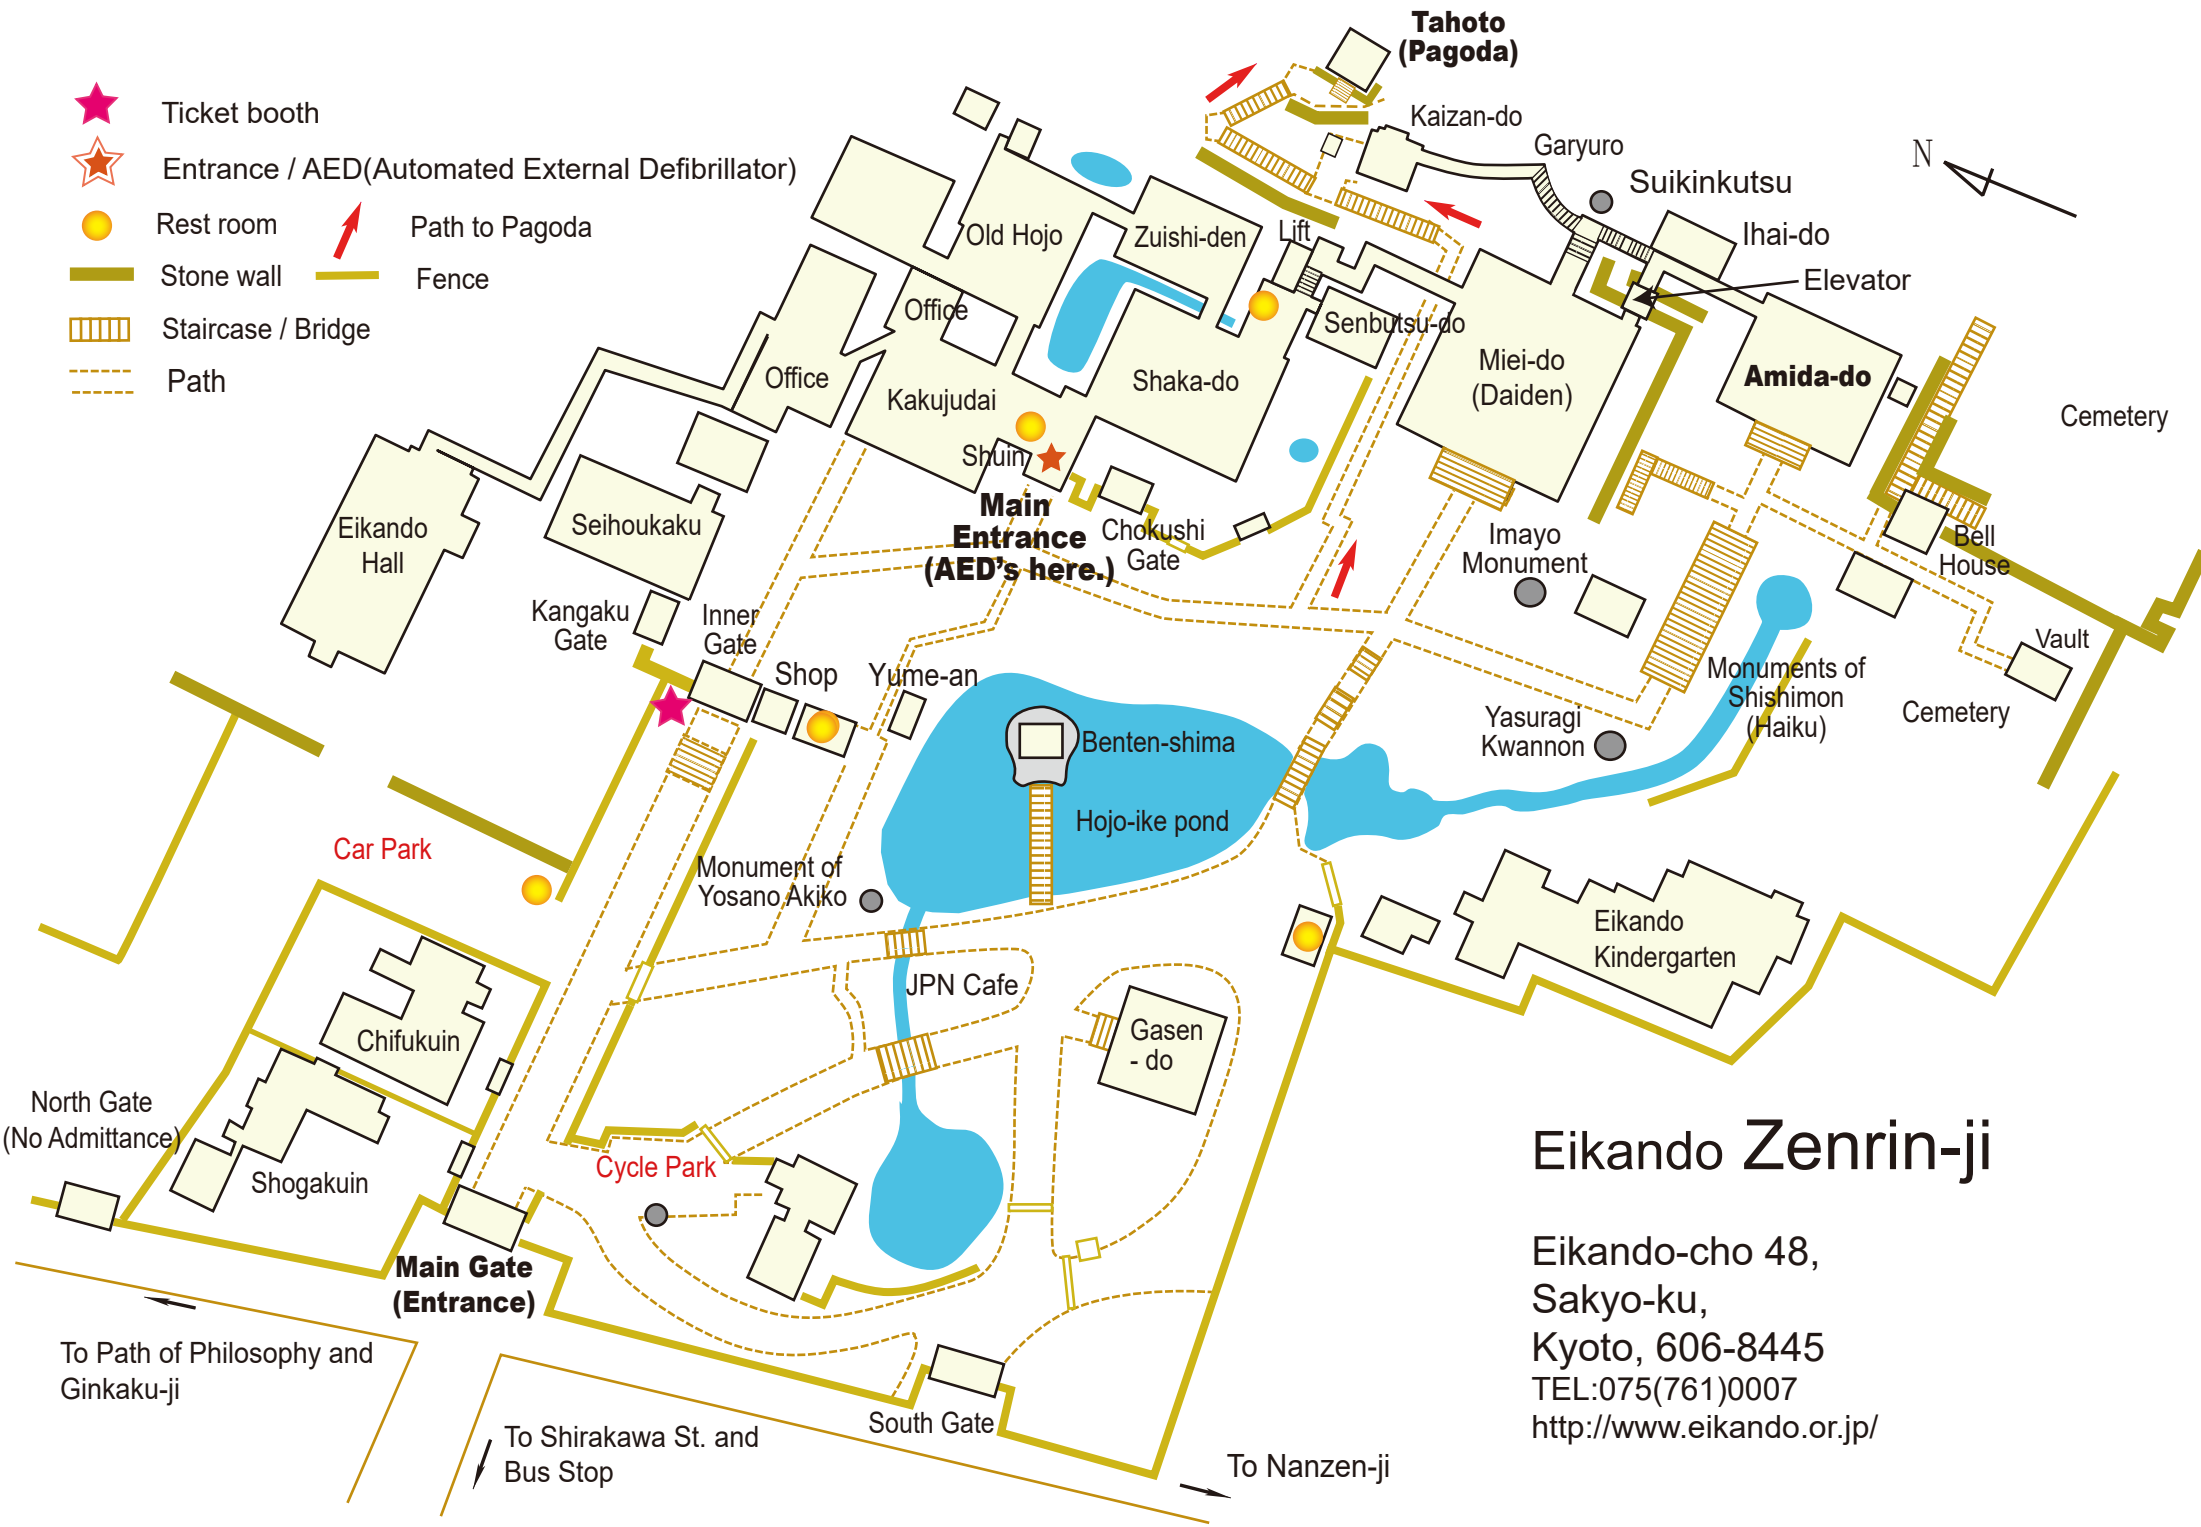 Ticket booth
Entrance / AED(Automated External Defibrillator)
Rest room
Path to Pagoda
Stone wall
Fence
Staircase / Bridge
Path
Tahoto
(Pagoda)
Kaizan-do
Garyuro
Suikinkutsu
N
Ihai-do
Elevator
Old Hojo
Zuishi-den
Lift
Office
Senbutsu-do
Office
Kakujudai
Shaka-do
Miei-do
(Daiden)
Amida-do
Cemetery
Shuin
Main
Entrance
(AED's here.)
Chokushi
Gate
Eikando
Hall
Seihoukaku
Imayo
Monument
Bell
House
Kangaku
Gate
Inner
Gate
Shop
Yume-an
Vault
Monuments of
Shishimon
(Haiku)
Cemetery
Yasuragi
Kwannon
Benten-shima
Hojo-ike pond
Car Park
Monument of
Yosano Akiko
Eikando
Kindergarten
JPN Cafe
Gasen
- do
Chifukuin
North Gate
(No Admittance)
Shogakuin
Cycle Park
Main Gate
(Entrance)
To Path of Philosophy and
Ginkaku-ji
To Shirakawa St. and
Bus Stop
South Gate
To Nanzen-ji
Eikando Zenrin-ji
Eikando-cho 48,
Sakyo-ku,
Kyoto, 606-8445
TEL:075(761)0007
http://www.eikando.or.jp/